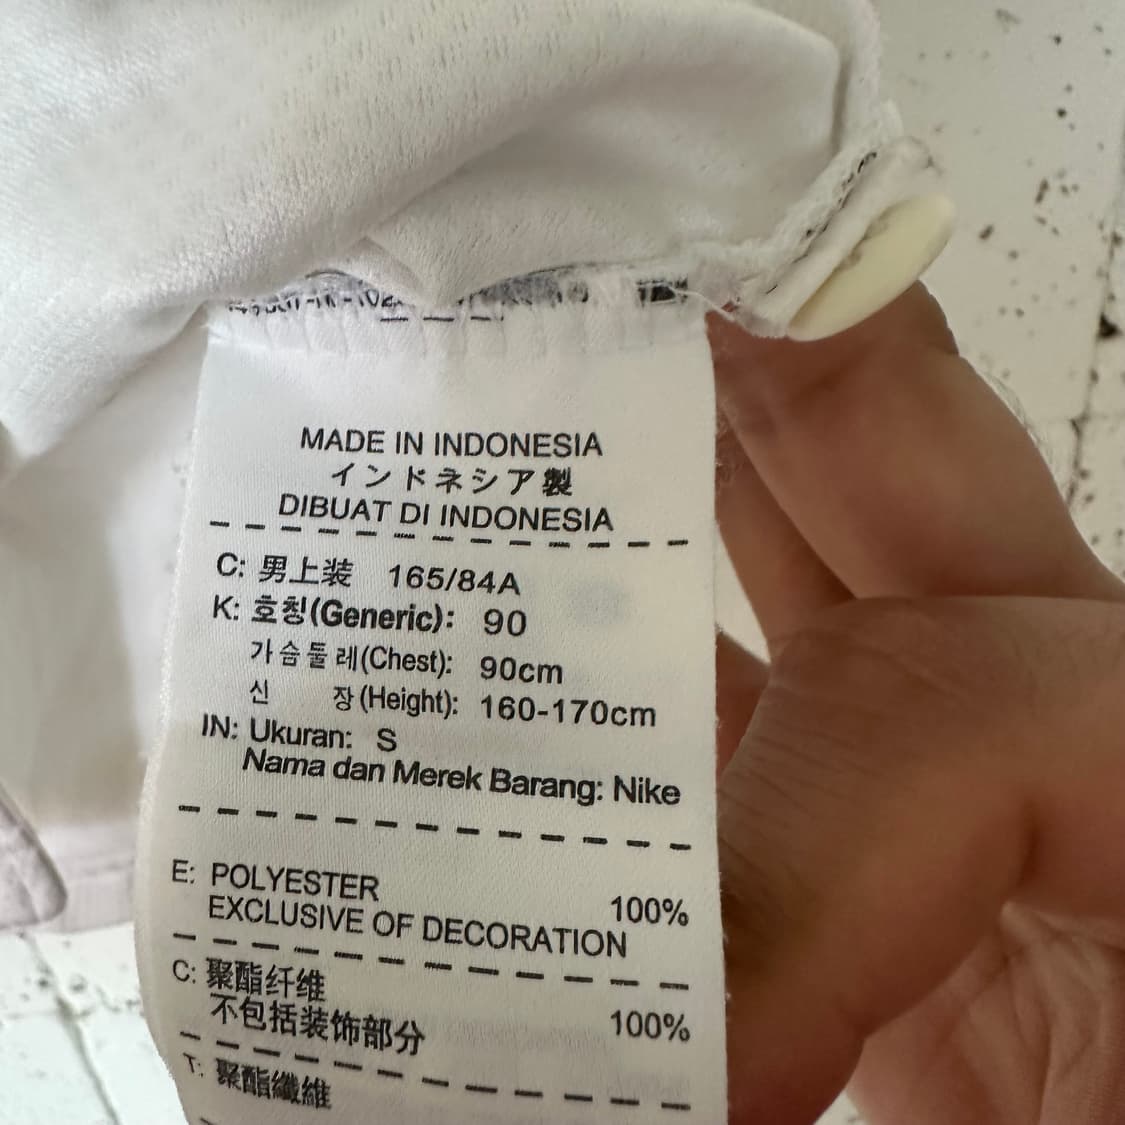 MADE IN INDONESIA
インドネシア製
DIBUAT DI INDONESIA
C: 男上装 165/84A
K: 호칭(Generic): 90
가슴둘레(Chest): 90cm
신 장(Height): 160-170cm
IN: Ukuran: S
Nama dan Merek Barang: Nike
E: POLYESTER 100%
EXCLUSIVE OF DECORATION
C: 聚酯纤维 100%
不包括装饰部分
T: 聚酯纖維